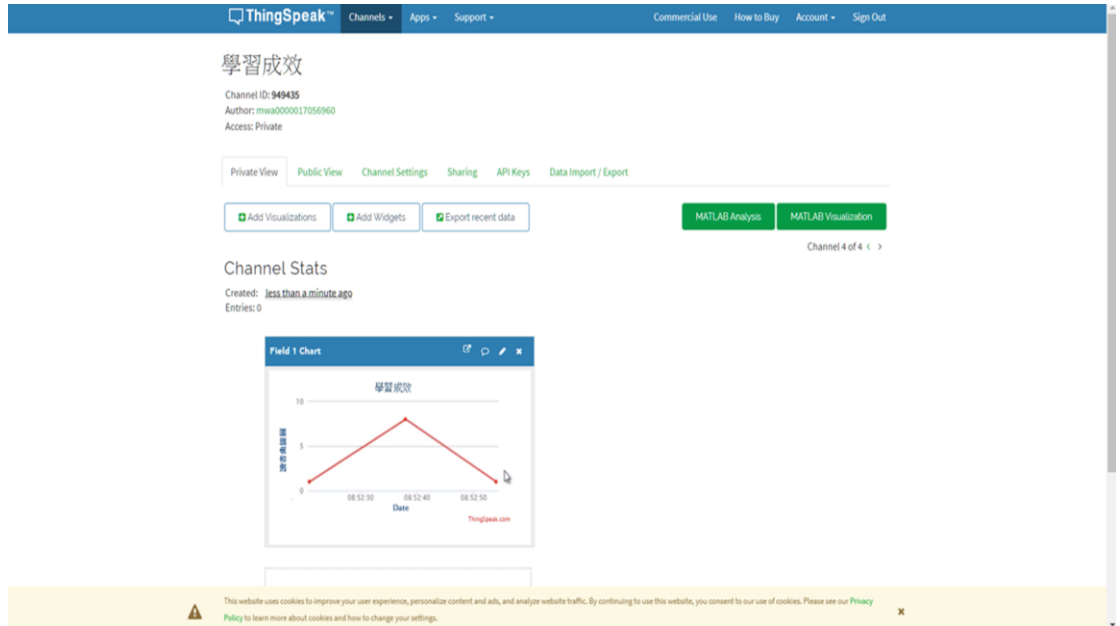 ThingSpeak™ Channels Apps Support Commercial Use How to Buy Account Sign Out
學習成效
Channel ID: 949435
Author: mwa0000017056960
Access: Private
Private View Public View Channel Settings Sharing API Keys Data Import / Export
Add Visualizations Add Widgets Export recent data MATLAB Analysis MATLAB Visualization
Channel 4 of 4 < >
Channel Stats
Created: less than a minute ago
Entries: 0
Field 1 Chart
學習成效
10
5
0
08:52:30 08:52:40 08:52:50
Date
ThingSpeak.com
This website uses cookies to improve your user experience, personalize content and ads, and analyze website traffic. By continuing to use this website, you consent to our use of cookies. Please see our Privacy
Policy to learn more about cookies and how to change your settings.